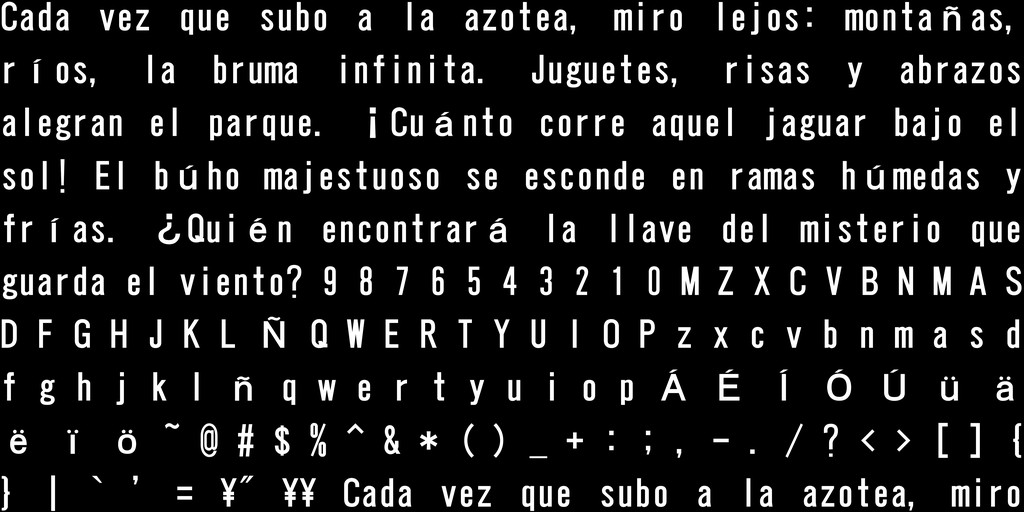 Cada vez que subo a la azotea, miro lejos: montañas,
ríos, la bruma infinita. Juguetes, risas y abrazos
alegran el parque. ¡Cuánto corre aquel jaguar bajo el
sol! El búho majestuoso se esconde en ramas húmedas y
frías. ¿Quién encontrará la llave del misterio que
guarda el viento? 9 8 7 6 5 4 3 2 1 0 M Z X C V B N M A S
D F G H J K L Ñ Q W E R T Y U I O P z x c v b n m a s d
f g h j k l ñ q w e r t y u i o p Á É Í Ó Ú ü ä
ë ï ö ~ @ # $ % ^ & * ( ) _ + : ; , - . / ? < > [ ] {
} | ` ' = ¥" ¥¥ Cada vez que subo a la azotea, miro